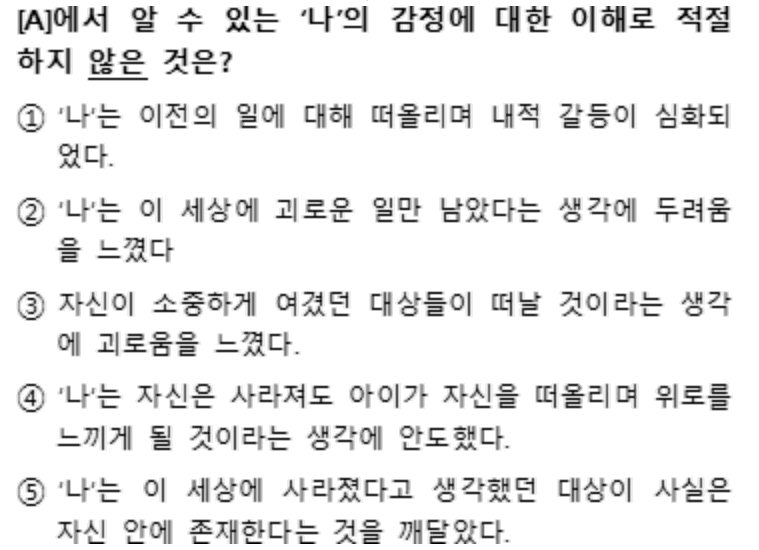 [A]에서 알 수 있는 ‘나’의 감정에 대한 이해로 적절
하지 않은 것은?
① ‘나’는 이전의 일에 대해 떠올리며 내적 갈등이 심화되
었다.
② ‘나’는 이 세상에 괴로운 일만 남았다는 생각에 두려움
을 느꼈다
③ 자신이 소중하게 여겼던 대상들이 떠날 것이라는 생각
에 괴로움을 느꼈다.
④ ‘나’는 자신은 사라져도 아이가 자신을 떠올리며 위로를
느끼게 될 것이라는 생각에 안도했다.
⑤ ‘나’는 이 세상에 사라졌다고 생각했던 대상이 사실은
자신 안에 존재한다는 것을 깨달았다.